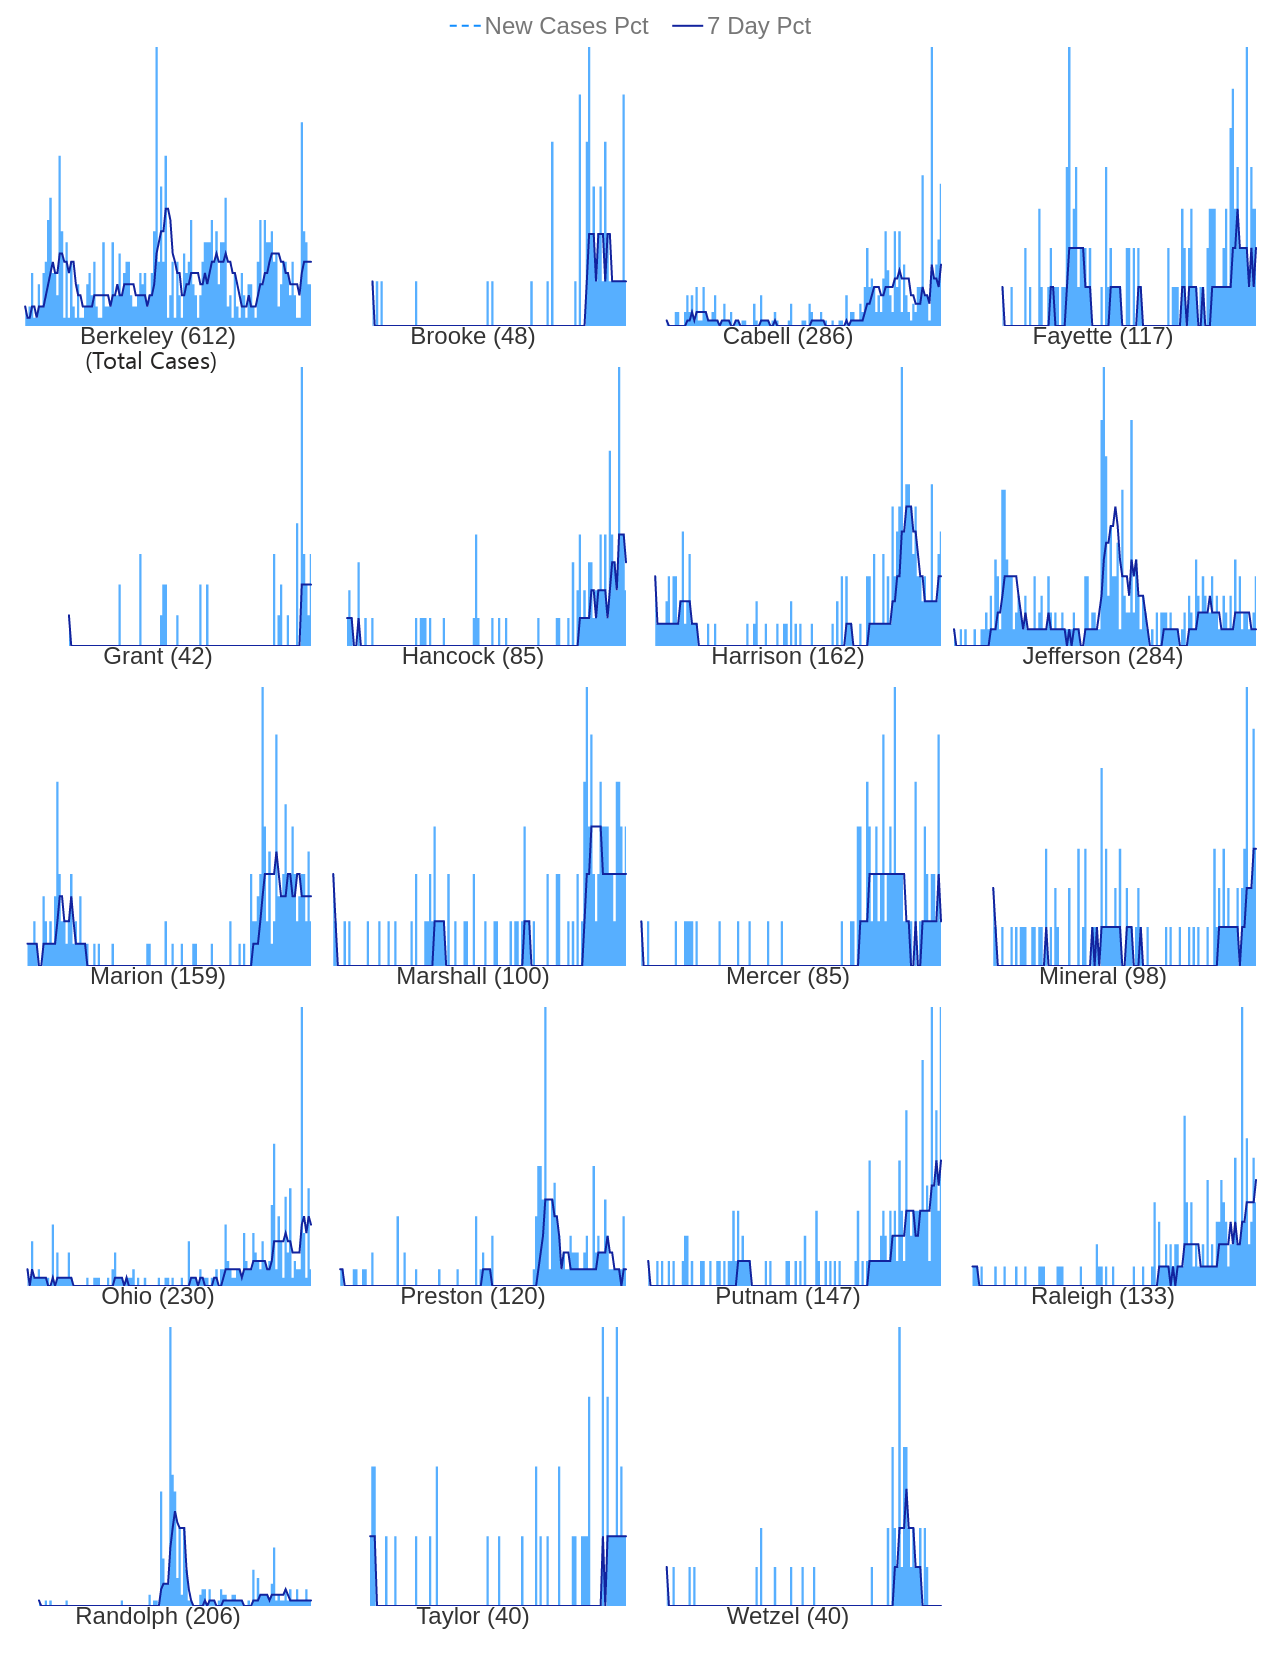 New Cases Pct 7 Day Pct
Berkeley (612) Brooke (48) Cabell (286) Fayette (117)
(Total Cases)
Grant (42) Hancock (85) Harrison (162) Jefferson (284)
Marion (159) Marshall (100) Mercer (85) Mineral (98)
Ohio (230) Preston (120) Putnam (147) Raleigh (133)
Randolph (206) Taylor (40) Wetzel (40)